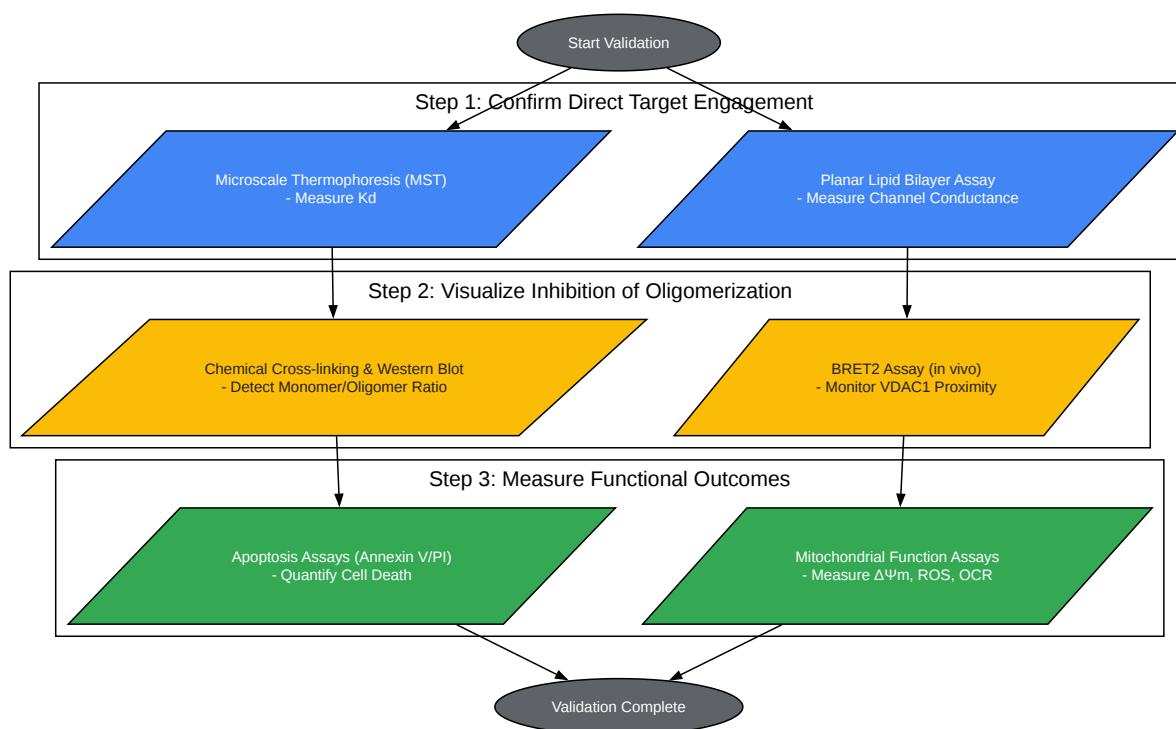 Start Validation
Step 1: Confirm Direct Target Engagement
Microscale Thermophoresis (MST)
- Measure Kd
Planar Lipid Bilayer Assay
- Measure Channel Conductance
Step 2: Visualize Inhibition of Oligomerization
Chemical Cross-linking & Western Blot
- Detect Monomer/Oligomer Ratio
BRET2 Assay (in vivo)
- Monitor VDAC1 Proximity
Step 3: Measure Functional Outcomes
Apoptosis Assays (Annexin V/PI)
- Quantify Cell Death
Mitochondrial Function Assays
- Measure ΔΨm, ROS, OCR
Validation Complete